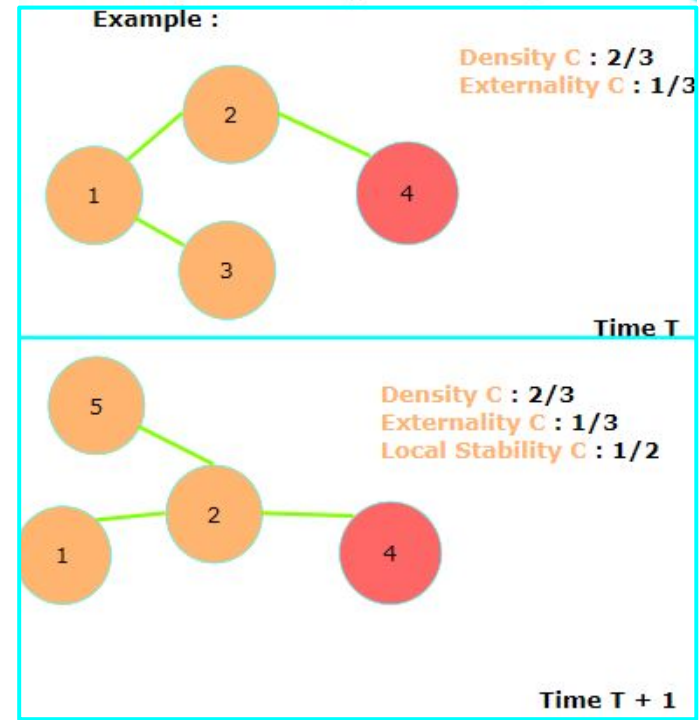 Example :
Density C : 2/3
Externality C : 1/3
2
1
4
3
Time T
5
Density C : 2/3
Externality C : 1/3
Local Stability C : 1/2
2
1
4
Time T + 1